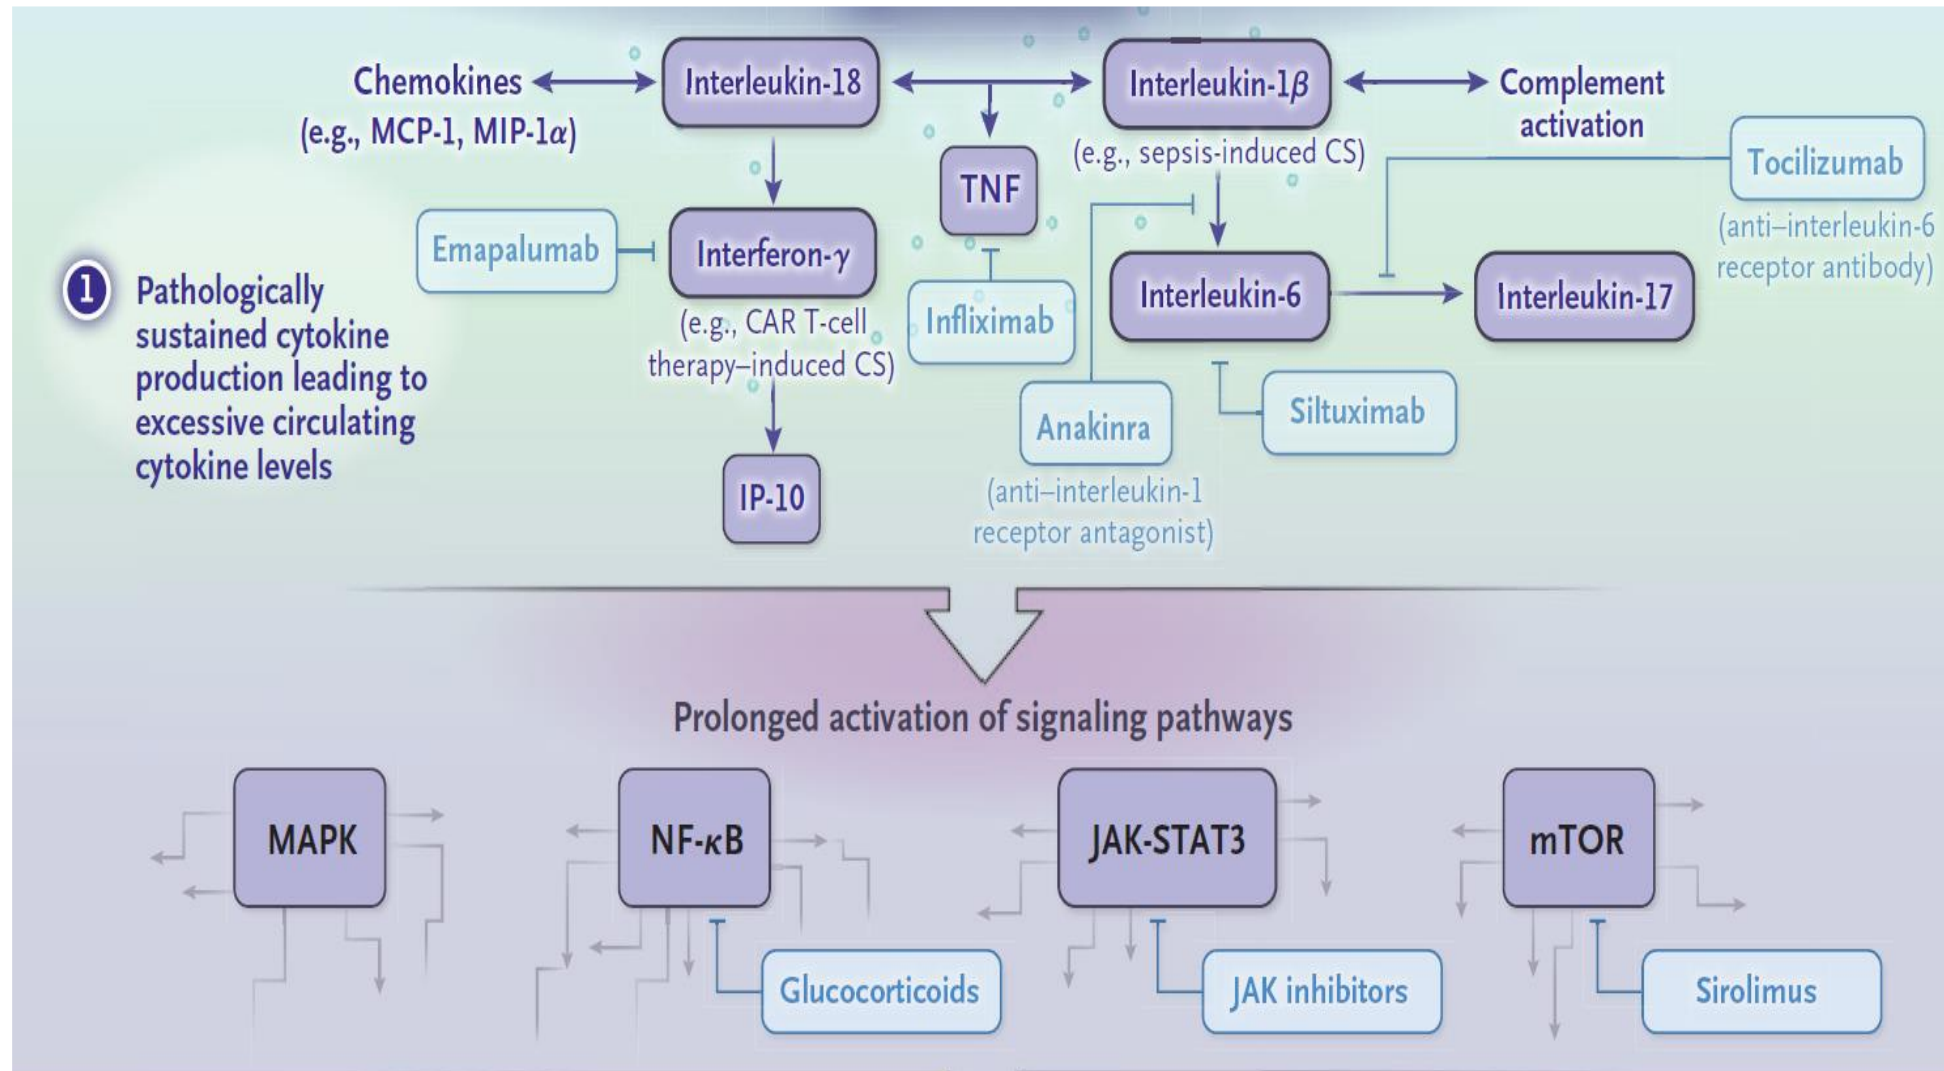 Chemokines
(e.g., MCP-1, MIP-1α)
Interleukin-18
Interleukin-1β
(e.g., sepsis-induced CS)
Complement
activation
TNF
Tocilizumab
(anti–interleukin-6
receptor antibody)
Emapalumab
Interferon-γ
(e.g., CAR T-cell
therapy–induced CS)
Infliximab
Interleukin-6
Interleukin-17
1
Pathologically
sustained cytokine
production leading to
excessive circulating
cytokine levels
Anakinra
(anti–interleukin-1
receptor antagonist)
Siltuximab
IP-10
Prolonged activation of signaling pathways
MAPK
NF-κB
JAK-STAT3
mTOR
Glucocorticoids
JAK inhibitors
Sirolimus